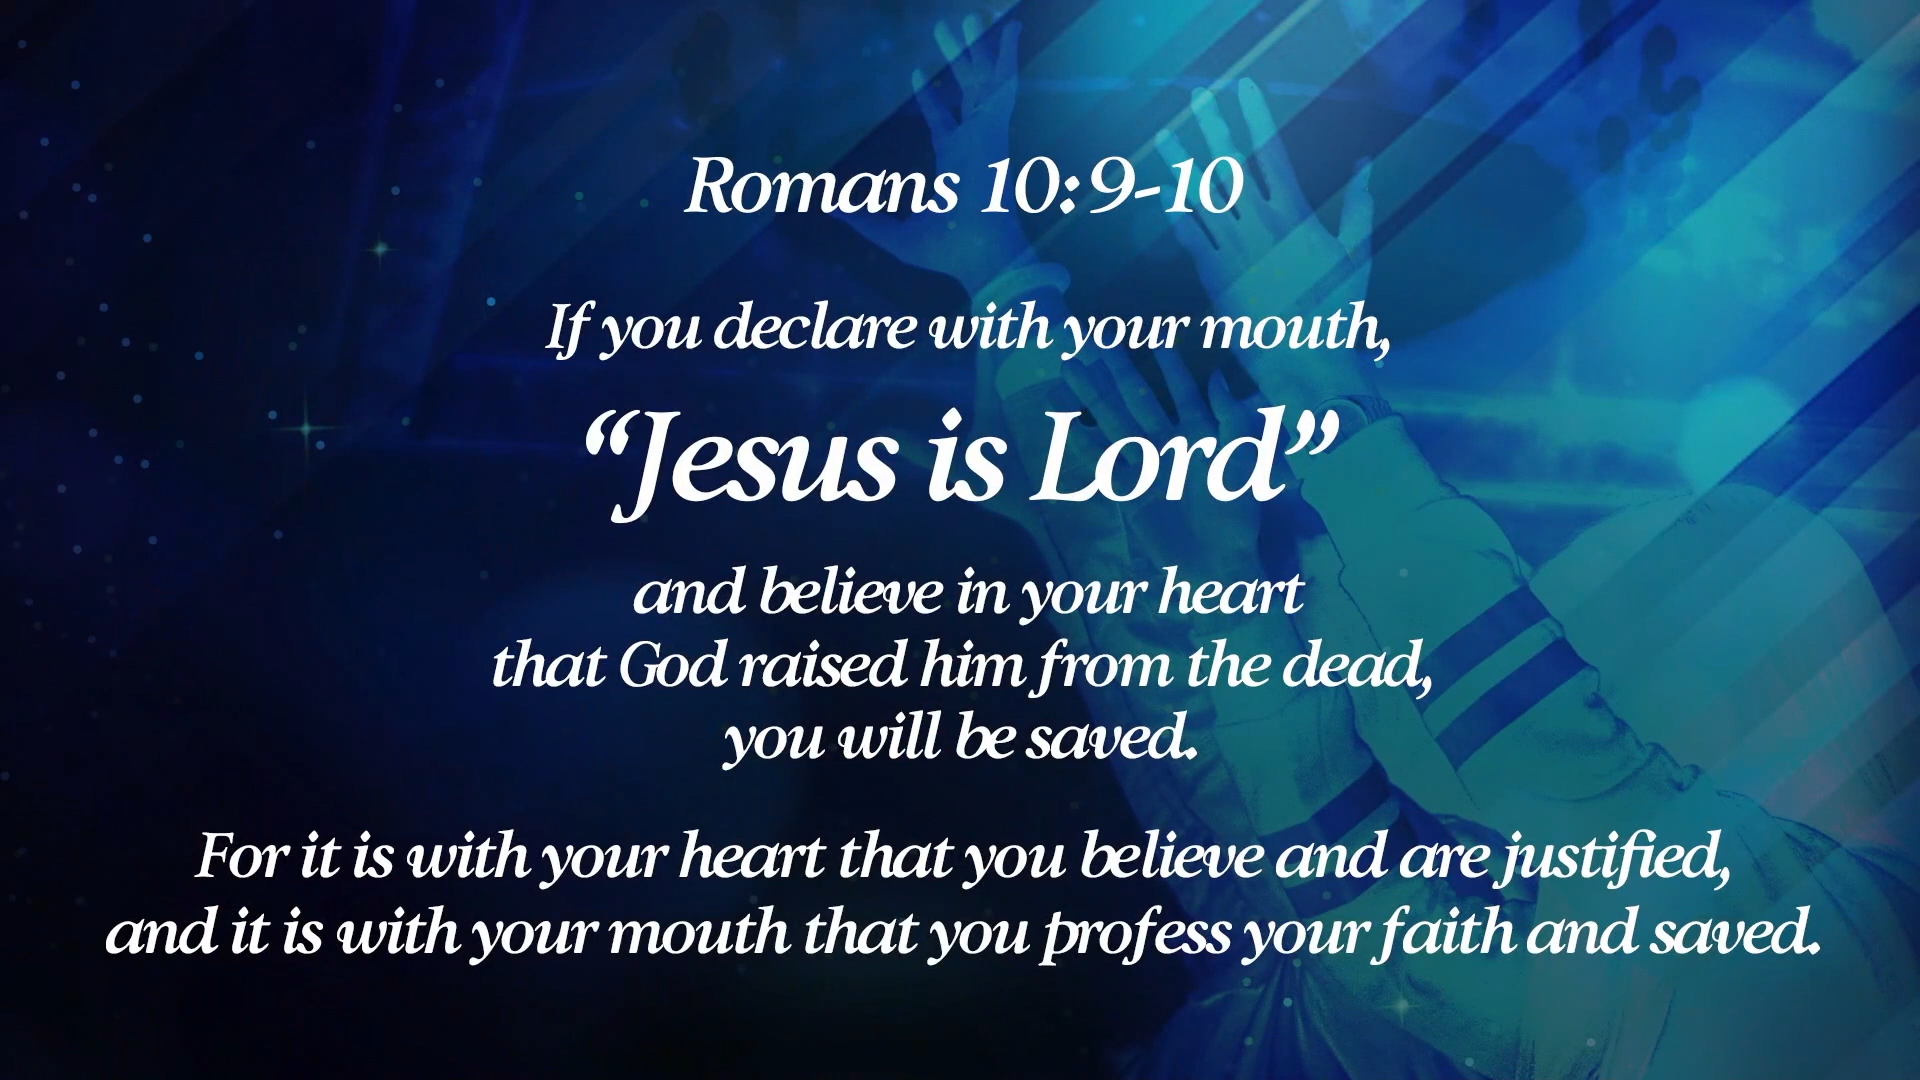 Romans 10:9-10
If you declare with your mouth,
“Jesus is Lord”
and believe in your heart
that God raised him from the dead,
you will be saved.
For it is with your heart that you believe and are justified,
and it is with your mouth that you profess your faith and saved.